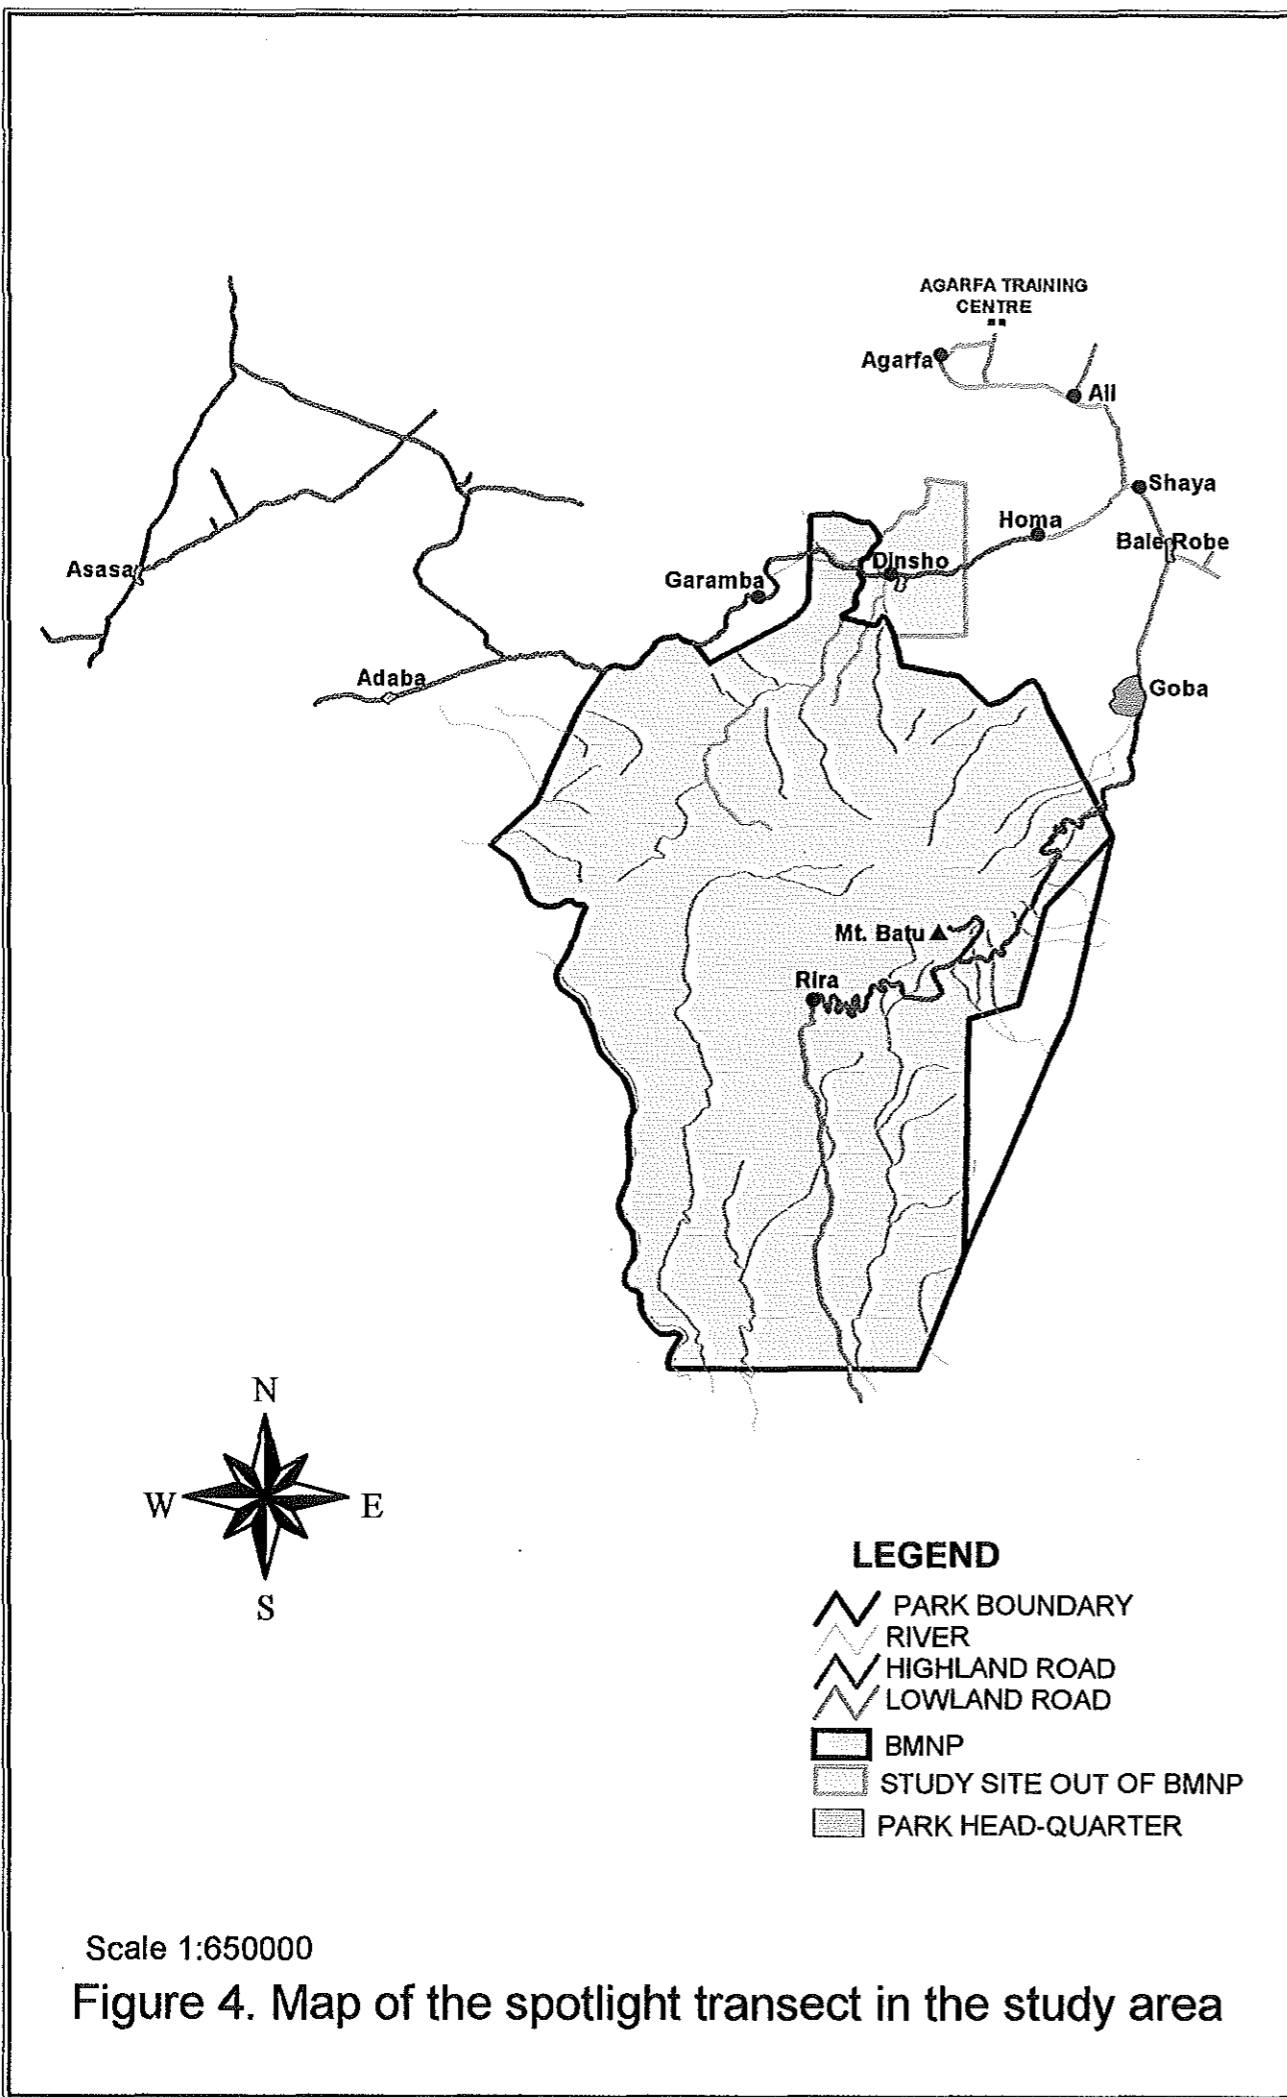 AGARFA TRAINING
CENTRE
Agarfa
Ali
Shaya
Homa
Bale Robe
Dinsho
Asasa
Garamba
Adaba
Goba
Mt. Batu
Rira
N
W
E
S
LEGEND
PARK BOUNDARY
RIVER
HIGHLAND ROAD
LOWLAND ROAD
BMNP
STUDY SITE OUT OF BMNP
PARK HEAD-QUARTER
Scale 1:650000
Figure 4. Map of the spotlight transect in the study area